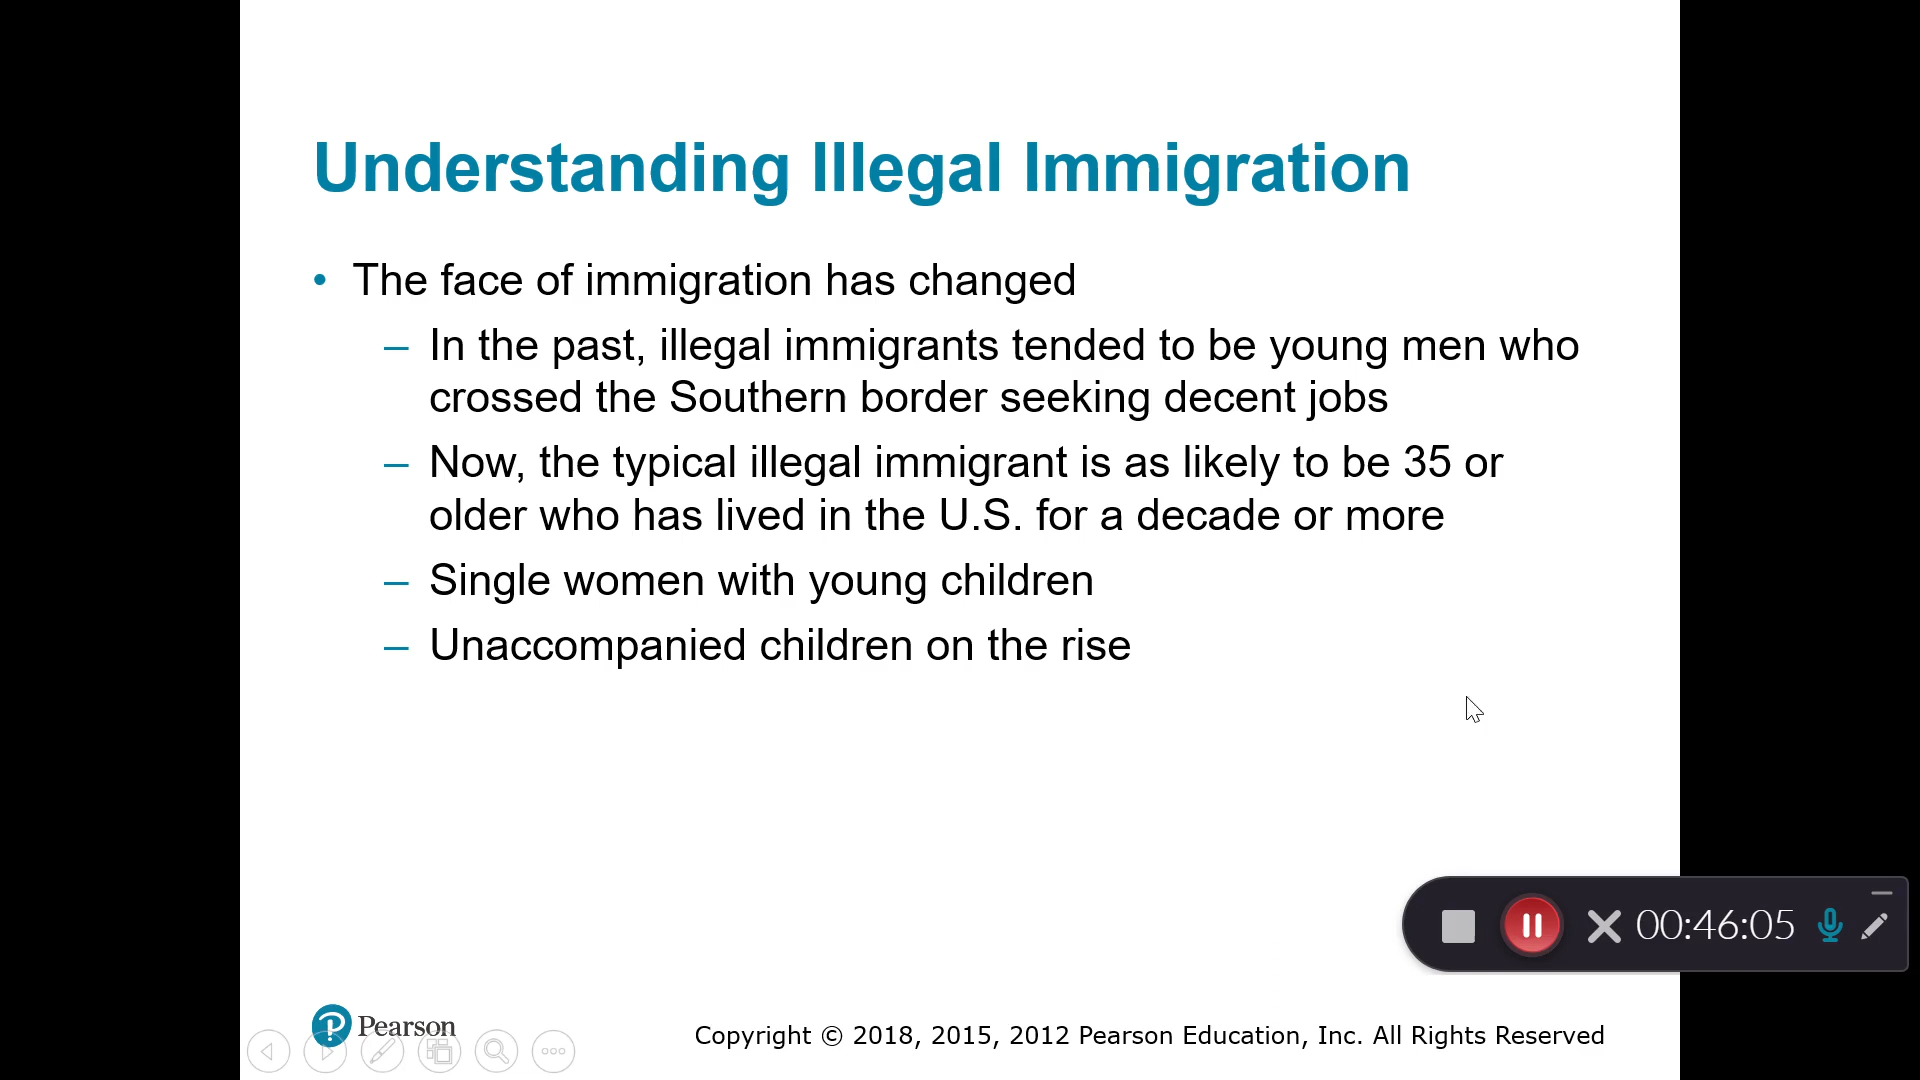 Understanding Illegal Immigration
• The face of immigration has changed
– In the past, illegal immigrants tended to be young men who
crossed the Southern border seeking decent jobs
– Now, the typical illegal immigrant is as likely to be 35 or
older who has lived in the U.S. for a decade or more
– Single women with young children
– Unaccompanied children on the rise
00:46:05
Pearson
Copyright © 2018, 2015, 2012 Pearson Education, Inc. All Rights Reserved